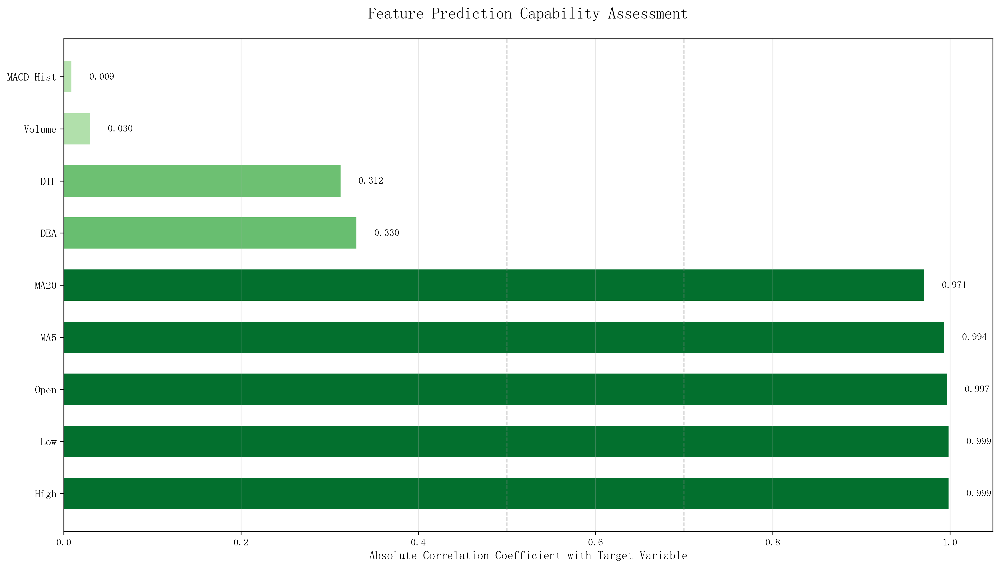 Feature Prediction Capability Assessment
MACD_Hist 0.009
Volume 0.030
DIF 0.312
DEA 0.330
MA20 0.971
MA5 0.994
Open 0.997
Low 0.999
High 0.999
0.0 0.2 0.4 0.6 0.8 1.0
Absolute Correlation Coefficient with Target Variable